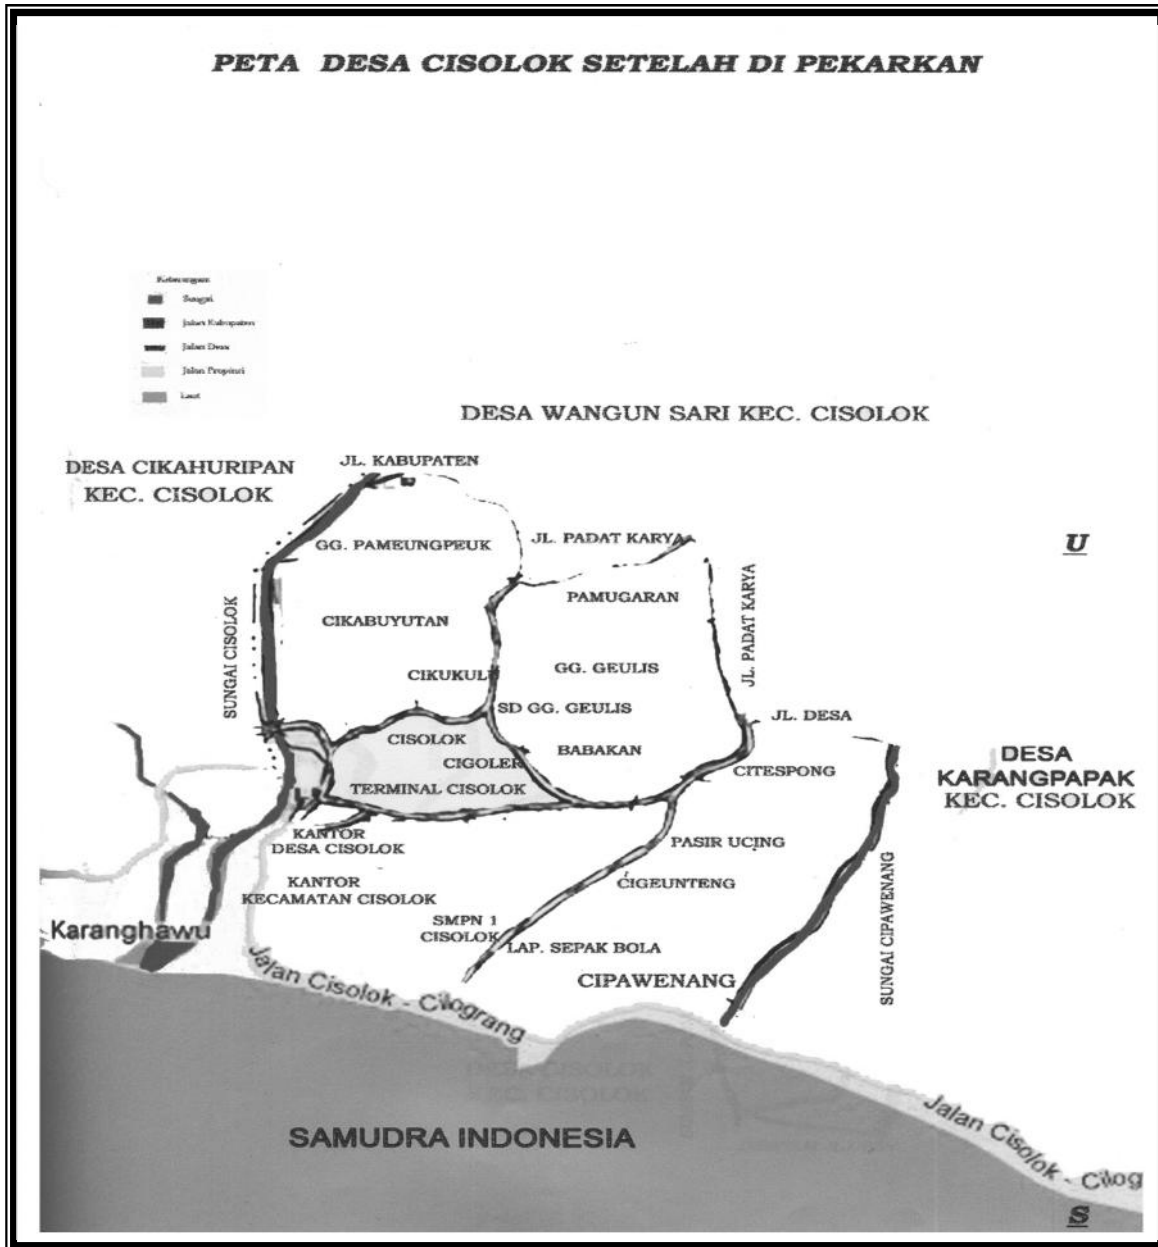 PETA DESA CISOLOK SETELAH DI PEKARKAN
Keterangan
Sungai
Jalan Kabupaten
Jalan Desa
Jalan Propinsi
Laut
DESA WANGUN SARI KEC. CISOLOK
DESA CIKAHURIPAN
KEC. CISOLOK
JL. KABUPATEN
GG. PAMEUNGPEUK
JL. PADAT KARYA
U
PAMUGARAN
JL. PADAT KARYA
SUNGAI CISOLOK
CIKABUYUTAN
CIKUKULU
GG. GEULIS
SD GG. GEULIS
JL. DESA
CISOLOK
BABAKAN
CIGOLER
CITESPONG
DESA
KARANGPAPAK
KEC. CISOLOK
TERMINAL CISOLOK
KANTOR
DESA CISOLOK
PASIR UCING
KANTOR
KECAMATAN CISOLOK
CIGEUNTENG
SMPN 1
CISOLOK
LAP. SEPAK BOLA
SUNGAI CIPAWENANG
Karanghawu
CIPAWENANG
Jalan Cisolok - Cilograng
SAMUDRA INDONESIA
Jalan Cisolok - Cilog
S